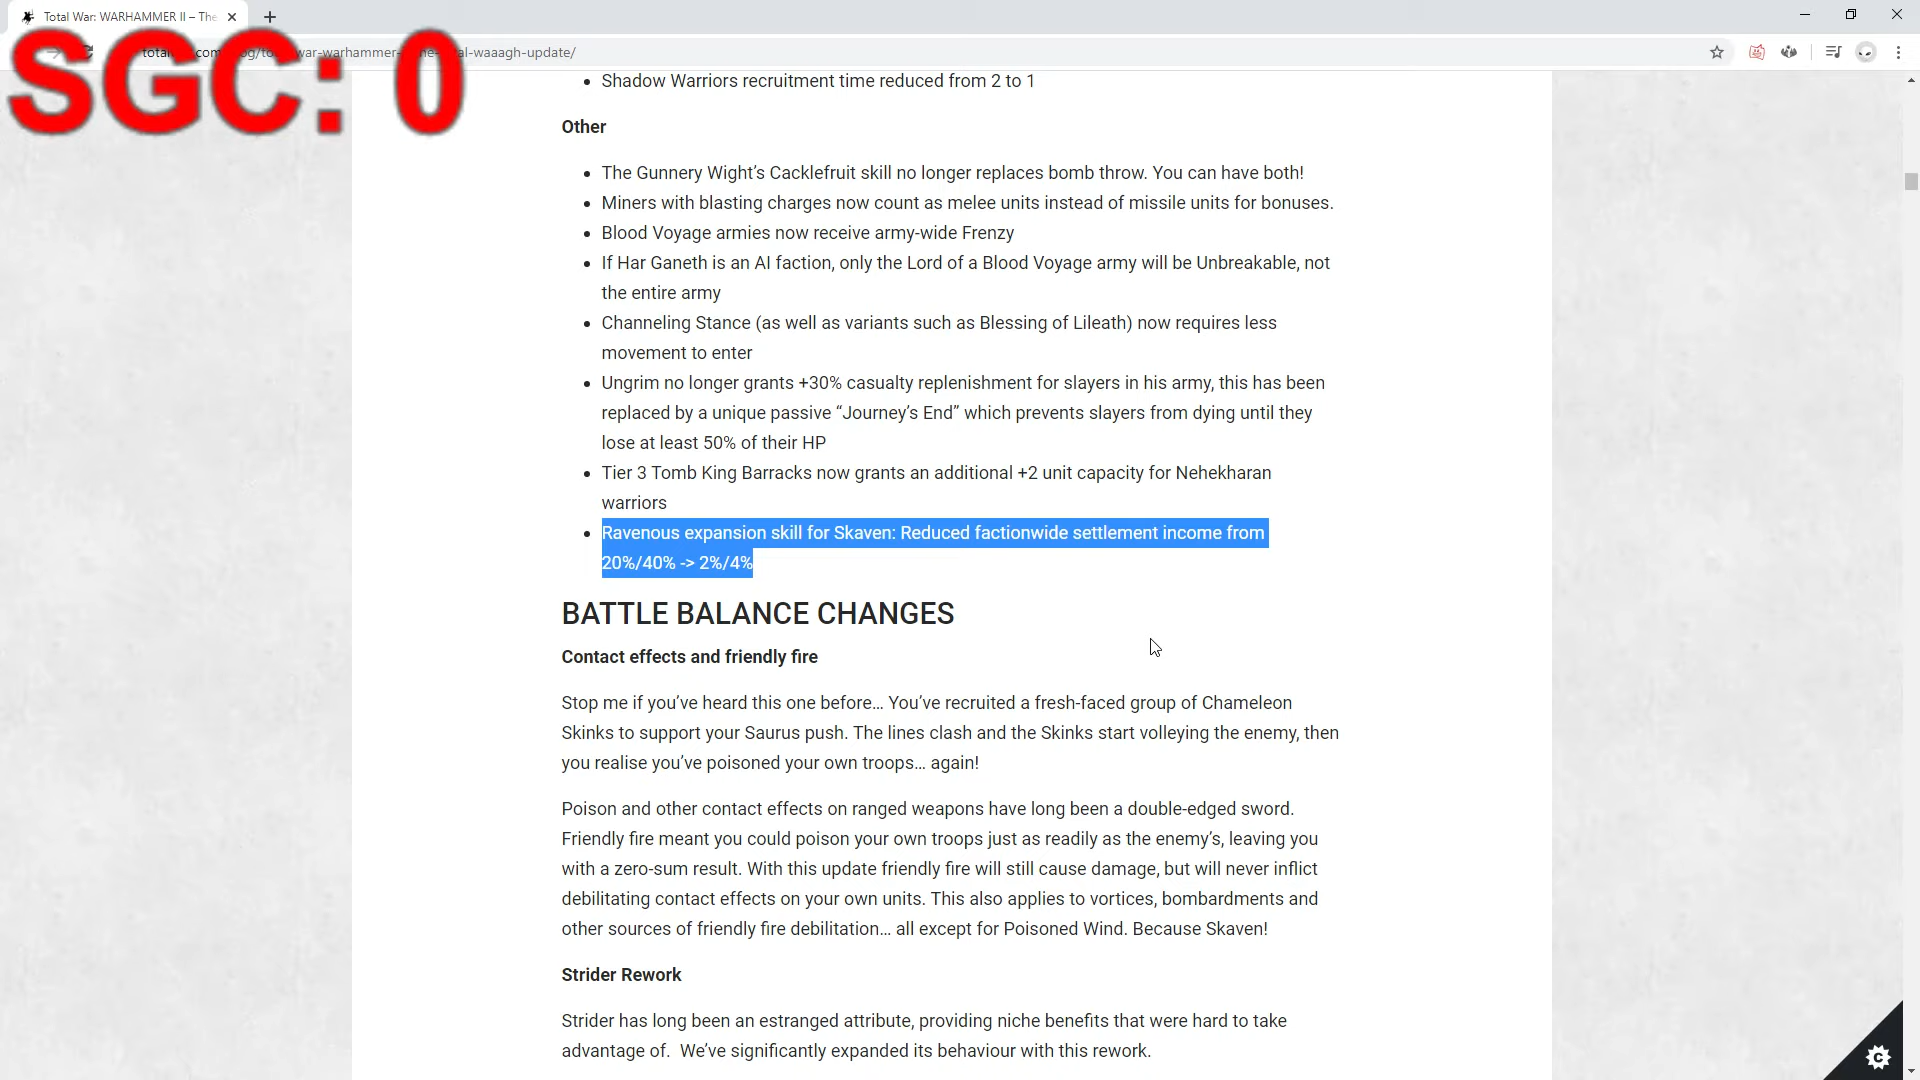 Total War: WARHAMMER II – The
SGC: 0
Shadow Warriors recruitment time reduced from 2 to 1
Other
The Gunnery Wight’s Cacklefruit skill no longer replaces bomb throw. You can have both!
Miners with blasting charges now count as melee units instead of missile units for bonuses.
Blood Voyage armies now receive army-wide Frenzy
If Har Ganeth is an AI faction, only the Lord of a Blood Voyage army will be Unbreakable, not
the entire army
Channeling Stance (as well as variants such as Blessing of Lileath) now requires less
movement to enter
Ungrim no longer grants +30% casualty replenishment for slayers in his army, this has been
replaced by a unique passive “Journey’s End” which prevents slayers from dying until they
lose at least 50% of their HP
Tier 3 Tomb King Barracks now grants an additional +2 unit capacity for Nehekharan
warriors
Ravenous expansion skill for Skaven: Reduced factionwide settlement income from
20%/40% -> 2%/4%
BATTLE BALANCE CHANGES
Contact effects and friendly fire
Stop me if you’ve heard this one before… You’ve recruited a fresh-faced group of Chameleon
Skinks to support your Saurus push. The lines clash and the Skinks start volleying the enemy, then
you realise you’ve poisoned your own troops… again!
Poison and other contact effects on ranged weapons have long been a double-edged sword.
Friendly fire meant you could poison your own troops just as readily as the enemy’s, leaving you
with a zero-sum result. With this update friendly fire will still cause damage, but will never inflict
debilitating contact effects on your own units. This also applies to vortices, bombardments and
other sources of friendly fire debilitation… all except for Poisoned Wind. Because Skaven!
Strider Rework
Strider has long been an estranged attribute, providing niche benefits that were hard to take
advantage of.  We’ve significantly expanded its behaviour with this rework.